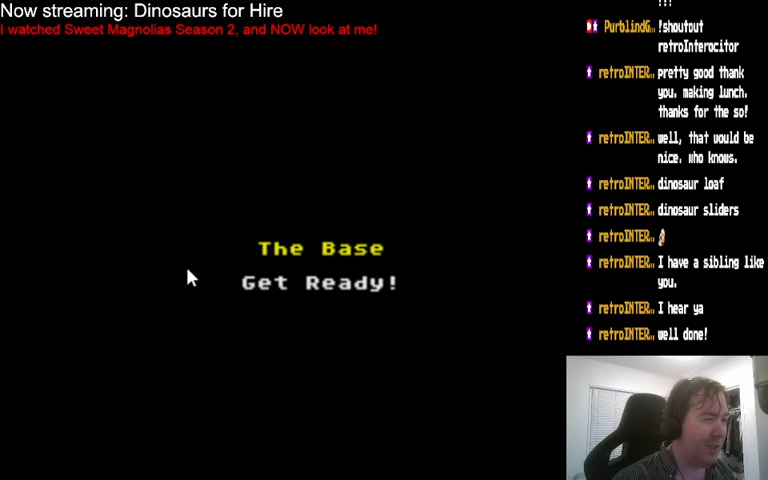 Now streaming: Dinosaurs for Hire
I watched Sweet Magnolias Season 2, and NOW look at me!
The Base
Get Ready!
!!!
PurblindG… !shoutout
retroInterocitor
retroINTER… pretty good thank
you. making lunch.
thanks for the so!
retroINTER… well, that would be
nice. who knows.
retroINTER… dinosaur loaf
retroINTER… dinosaur sliders
retroINTER…
retroINTER… I have a sibling like
you.
retroINTER… I hear ya
retroINTER… well done!